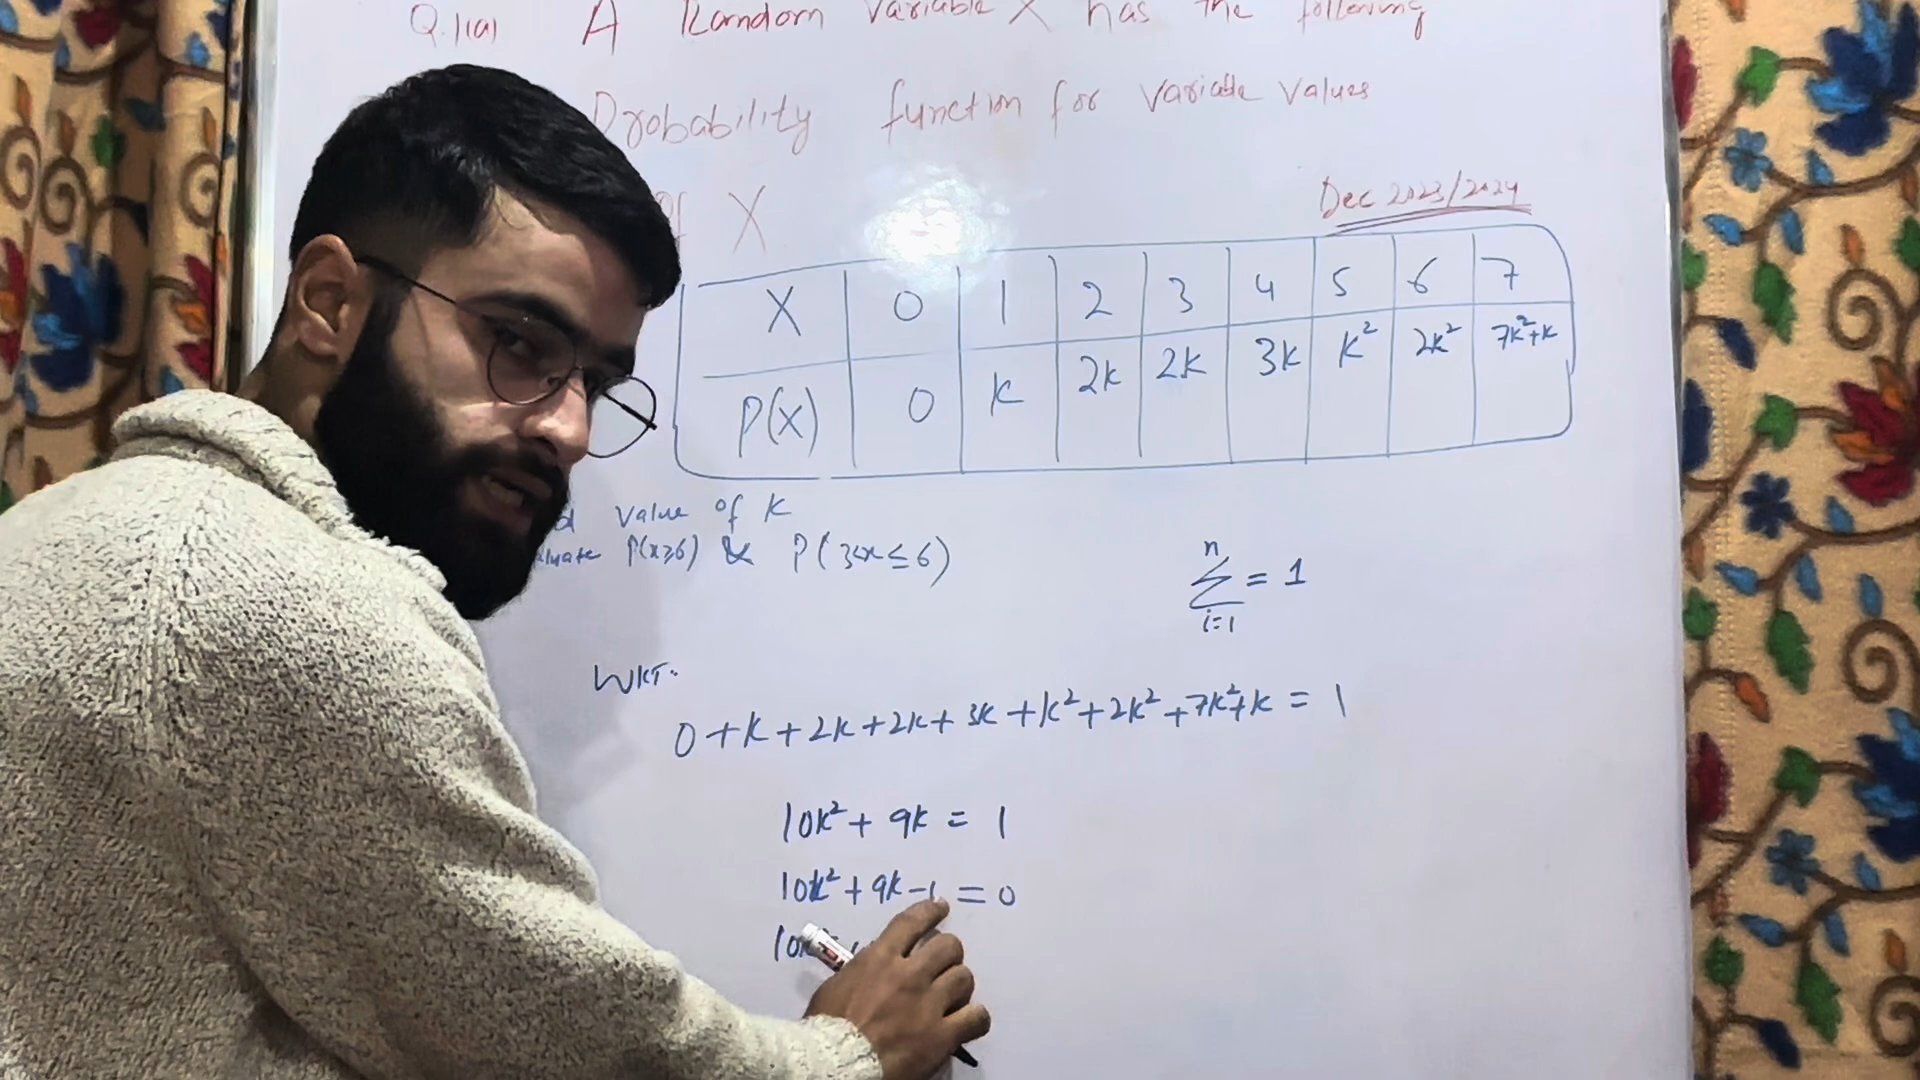 Q.1(a) A Random Variable X has the following
Probability function for variable values
of X
Dec 2023/2024
X 0 1 2 3 4 5 6 7
P(X) 0 k 2k 2k 3k k² 2k² 7k²+k
value of k
P(x≥6) & P(3<x≤6)
n
∑ = 1
i=1
WKT.
0+k+2k+2k+3k+k²+2k²+7k²+k = 1
10k²+9k = 1
10k²+9k-1 = 0